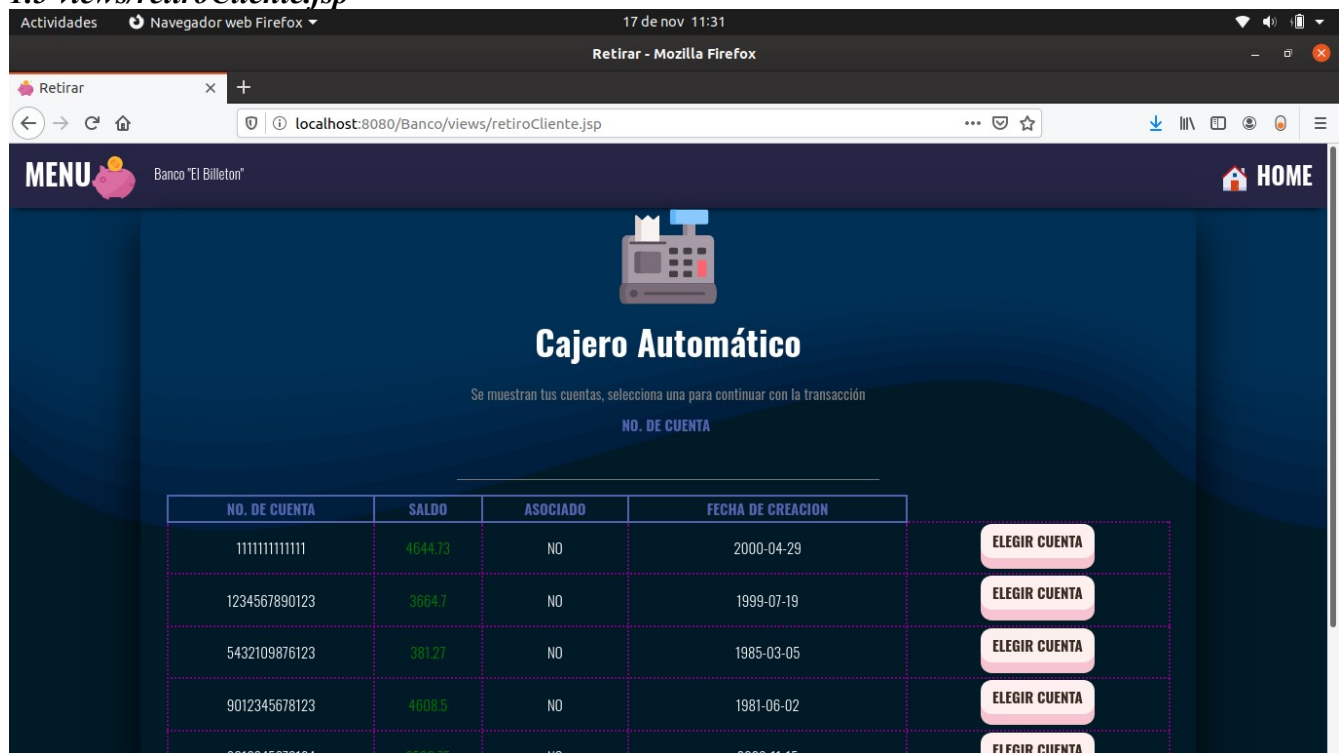 Actividades Navegador web Firefox 17 de nov 11:31
Retirar - Mozilla Firefox
Retirar
localhost:8080/Banco/views/retiroCliente.jsp
MENU Banco "El Billeton" HOME
Cajero Automático
Se muestran tus cuentas, selecciona una para continuar con la transacción
NO. DE CUENTA
NO. DE CUENTA SALDO ASOCIADO FECHA DE CREACION
1111111111111 4644.73 NO 2000-04-29 ELEGIR CUENTA
1234567890123 3664.7 NO 1999-07-19 ELEGIR CUENTA
5432109876123 381.27 NO 1985-03-05 ELEGIR CUENTA
9012345678123 4608.5 NO 1981-06-02 ELEGIR CUENTA
ELEGIR CUENTA